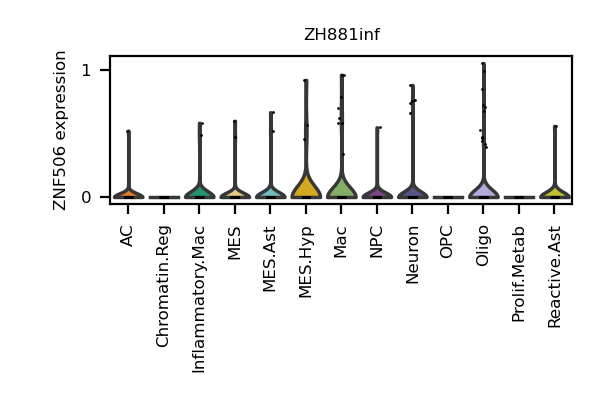 ZH881inf
ZNF506 expression
1
0
AC
Chromatin.Reg
Inflammatory.Mac
MES
MES.Ast
MES.Hyp
Mac
NPC
Neuron
OPC
Oligo
Prolif.Metab
Reactive.Ast